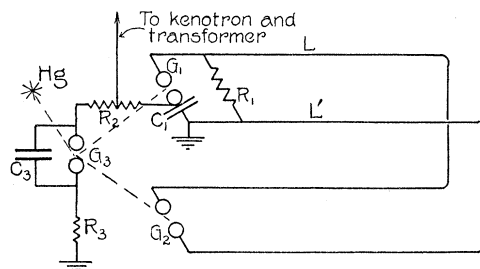 To kenotron and
transformer
L
Hg
G₁
R₁
R₂
C₁
L'
G₃
C₃
R₃
G₂